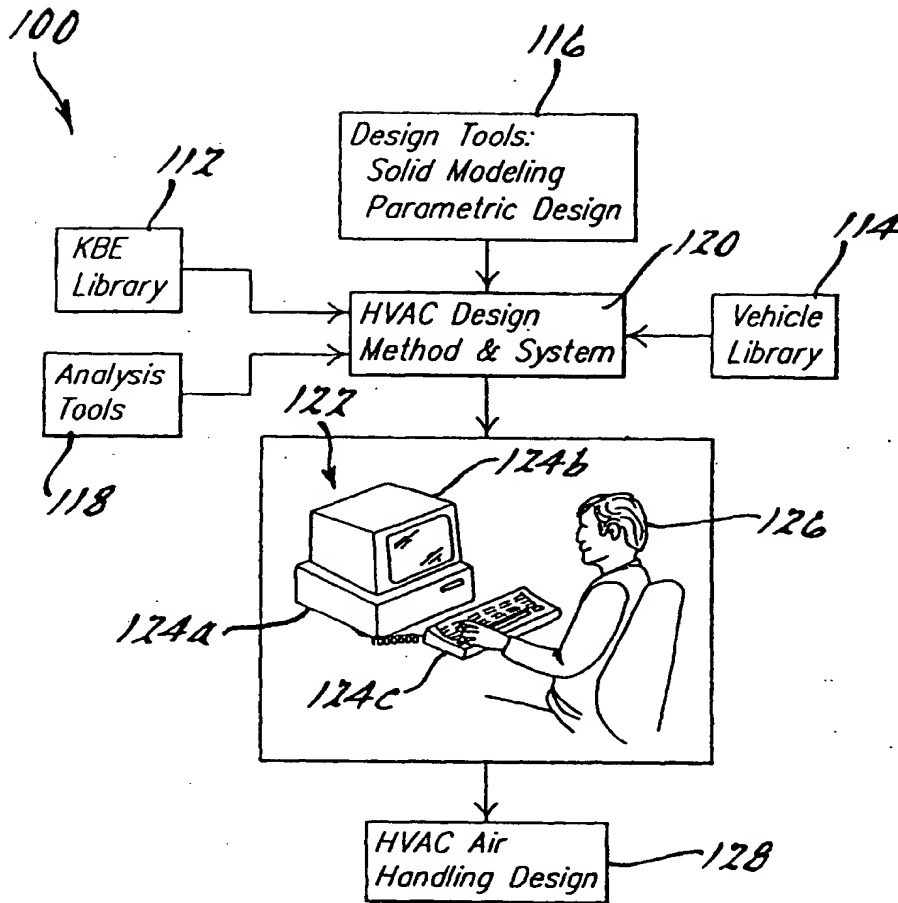 100
116
Design Tools:
Solid Modeling
Parametric Design
112
KBE
Library
120
114
HVAC Design
Method & System
Vehicle
Library
Analysis
Tools
118
122
124b
126
124a
124c
HVAC Air
Handling Design
128